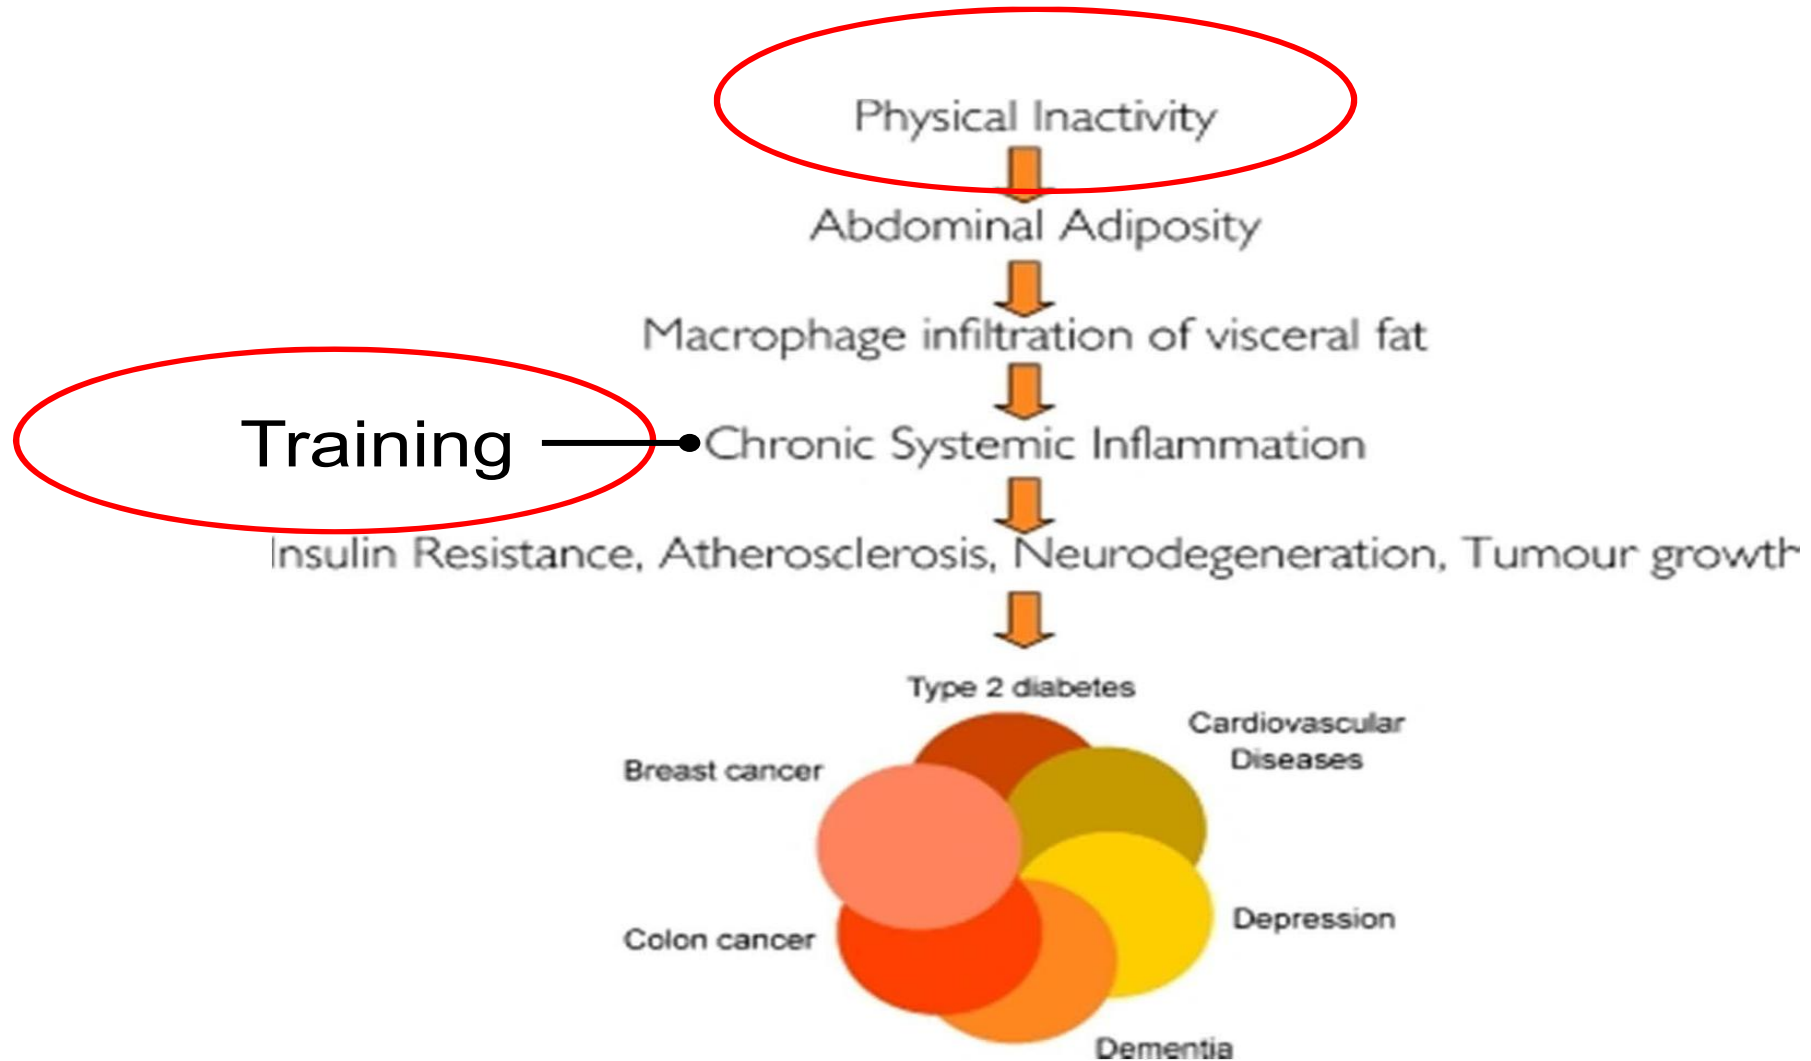 Physical Inactivity
Abdominal Adiposity
Macrophage infiltration of visceral fat
Training
Chronic Systemic Inflammation
Insulin Resistance, Atherosclerosis, Neurodegeneration, Tumour growth
Type 2 diabetes
Cardiovascular
Diseases
Breast cancer
Depression
Colon cancer
Dementia